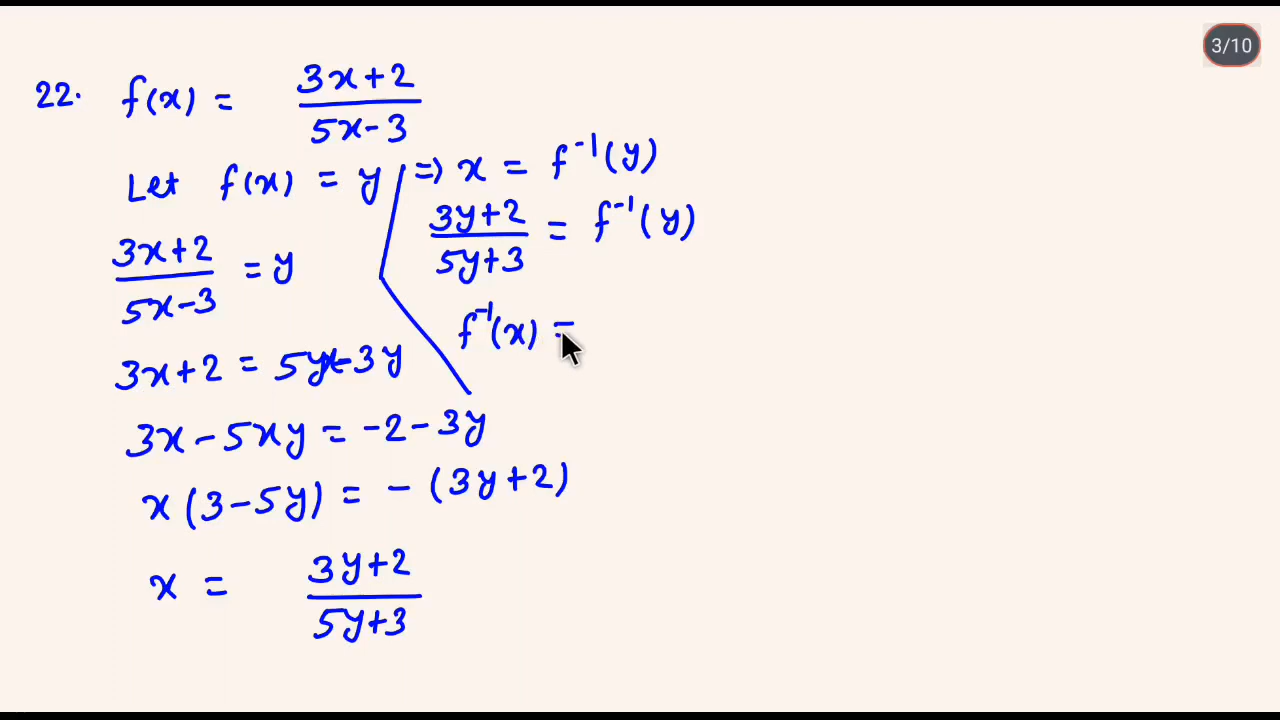 3/10
22. f(x) = (3x+2)/(5x-3)
Let f(x) = y
(3x+2)/(5x-3) = y
3x+2 = 5yx-3y
3x-5xy = -2-3y
x(3-5y) = -(3y+2)
x = (3y+2)/(5y+3)
⇒ x = f⁻¹(y)
(3y+2)/(5y+3) = f⁻¹(y)
f⁻¹(x) =